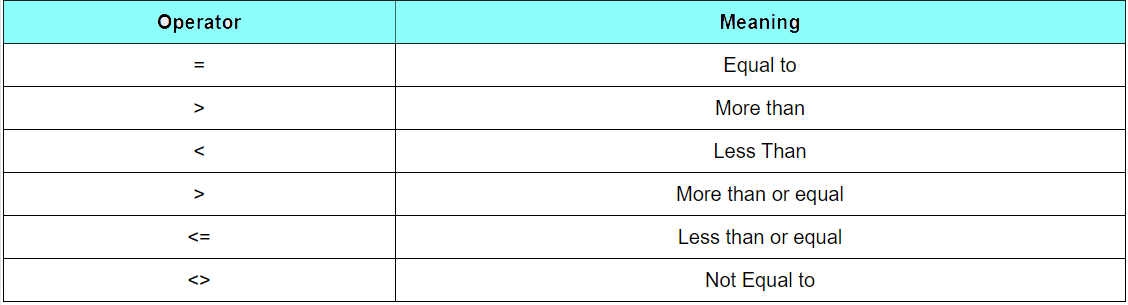 Operator Meaning
= Equal to
> More than
< Less Than
> More than or equal
<= Less than or equal
<> Not Equal to